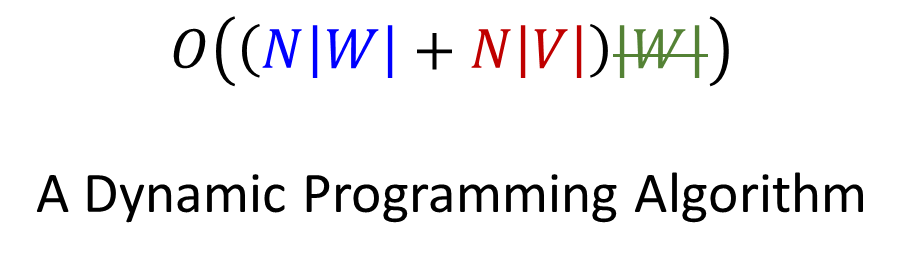 O((N|W| + N|V|)|W|)
A Dynamic Programming Algorithm